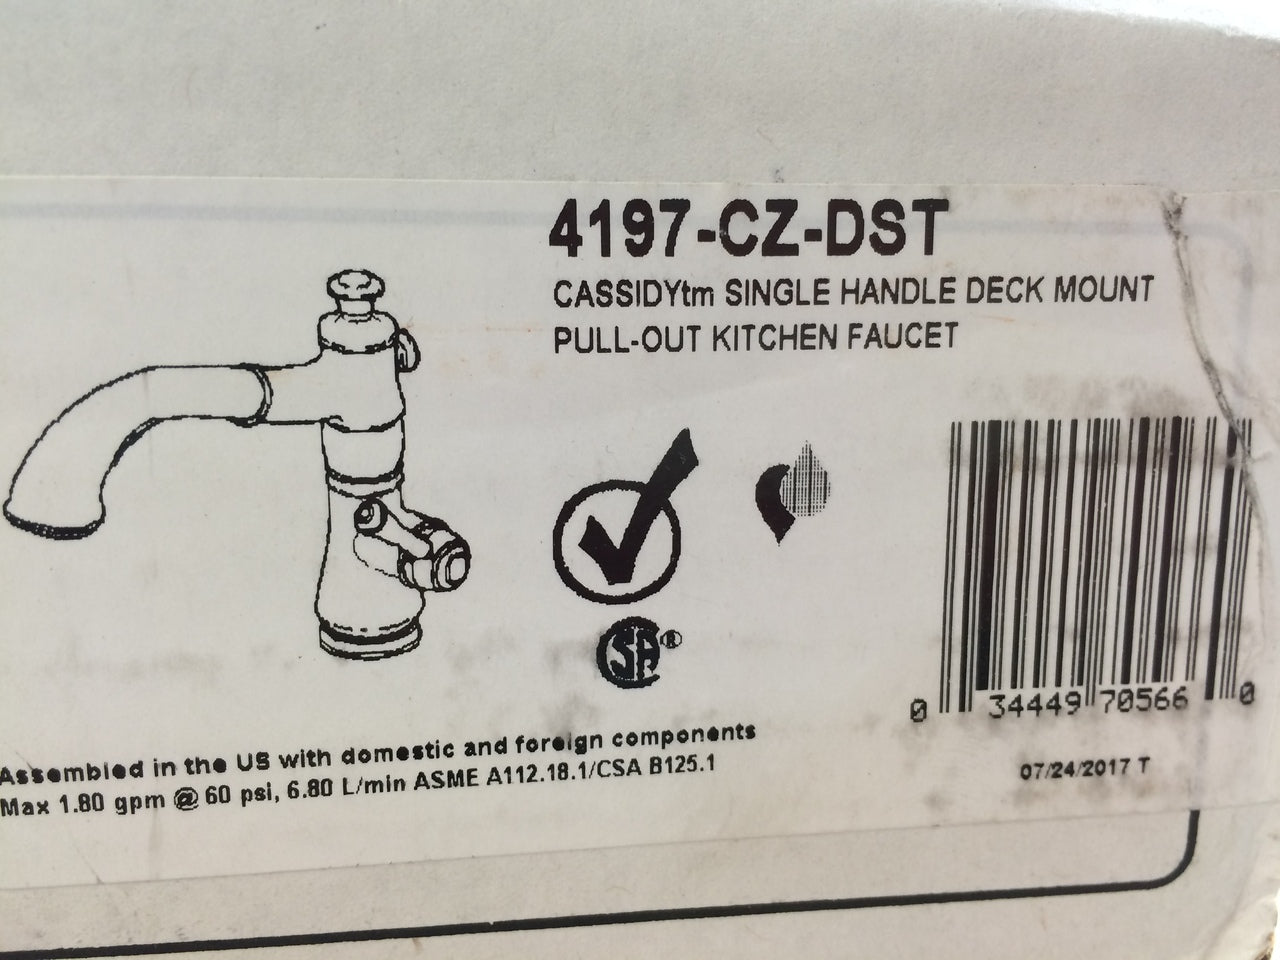 4197-CZ-DST
CASSIDYtm SINGLE HANDLE DECK MOUNT
PULL-OUT KITCHEN FAUCET
SA®
0 34449 70566 0
Assembled in the US with domestic and foreign components
Max 1.80 gpm @ 60 psi, 6.80 L/min ASME A112.18.1/CSA B125.1
07/24/2017 T